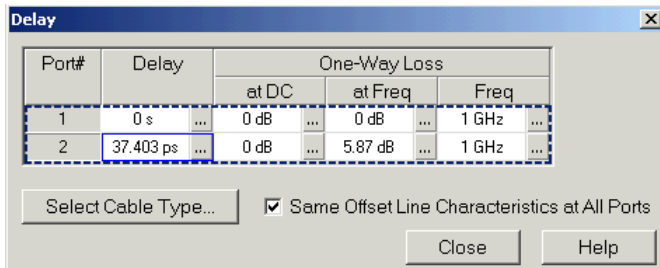 Delay
Port# Delay One-Way Loss
at DC at Freq Freq
1 0 s ... 0 dB ... 0 dB ... 1 GHz ...
2 37.403 ps ... 0 dB ... 5.87 dB ... 1 GHz ...
Select Cable Type... Same Offset Line Characteristics at All Ports
Close Help